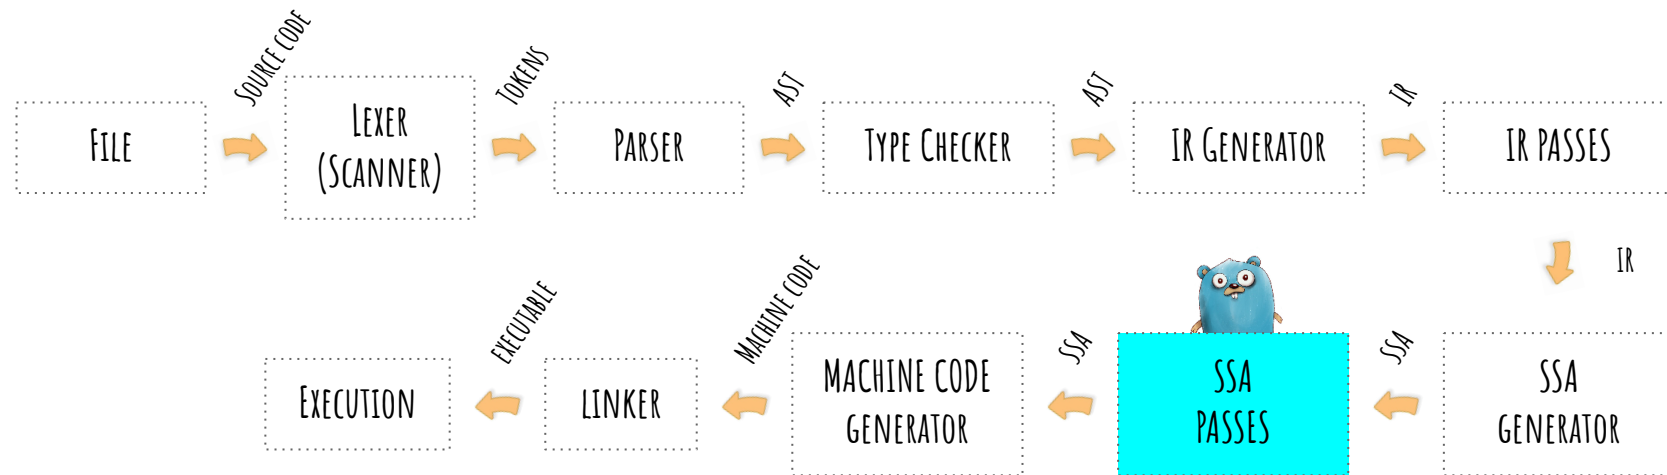 SOURCE CODE
TOKENS
AST
AST
IR
FILE
LEXER
(SCANNER)
PARSER
TYPE CHECKER
IR GENERATOR
IR PASSES
IR
EXECUTABLE
MACHINE CODE
SSA
SSA
EXECUTION
LINKER
MACHINE CODE
GENERATOR
SSA
PASSES
SSA
GENERATOR